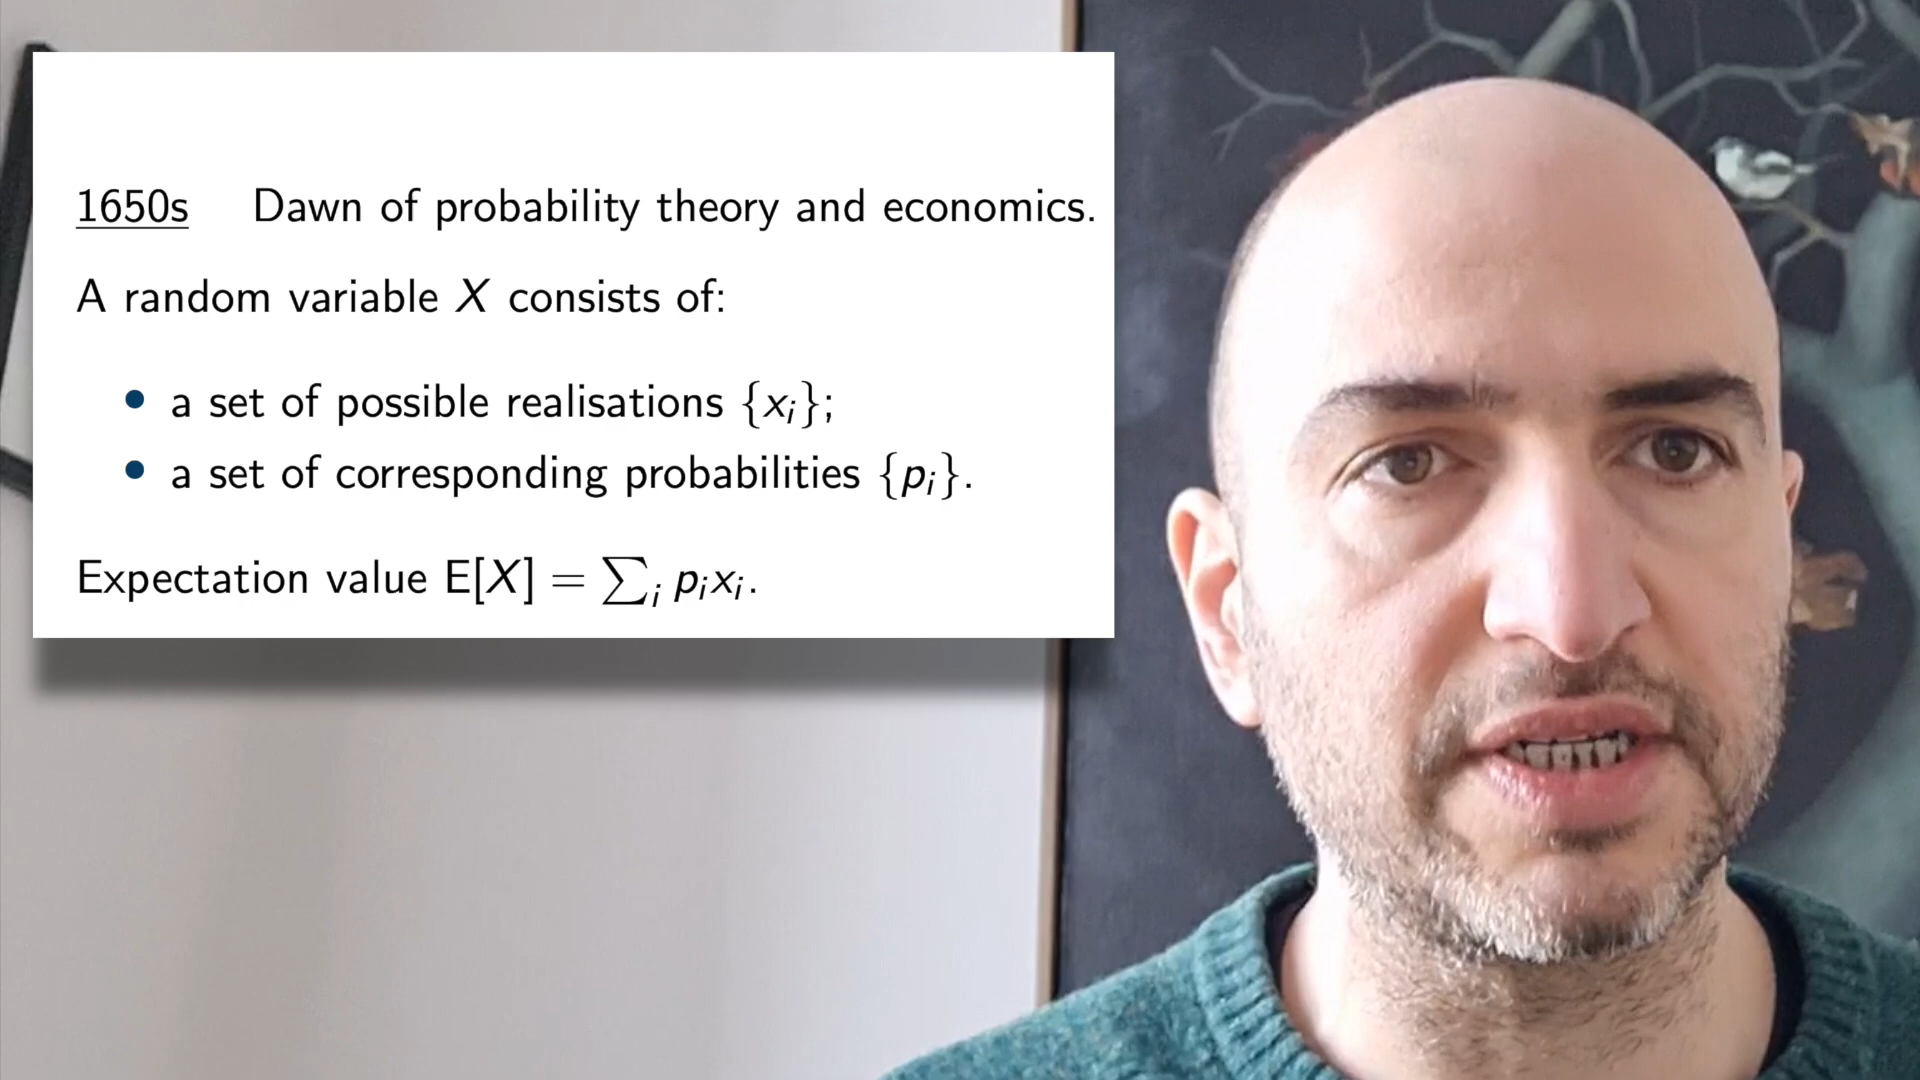 1650s Dawn of probability theory and economics.
A random variable X consists of:
• a set of possible realisations {xᵢ};
• a set of corresponding probabilities {pᵢ}.
Expectation value E[X] = ∑ᵢ pᵢxᵢ.